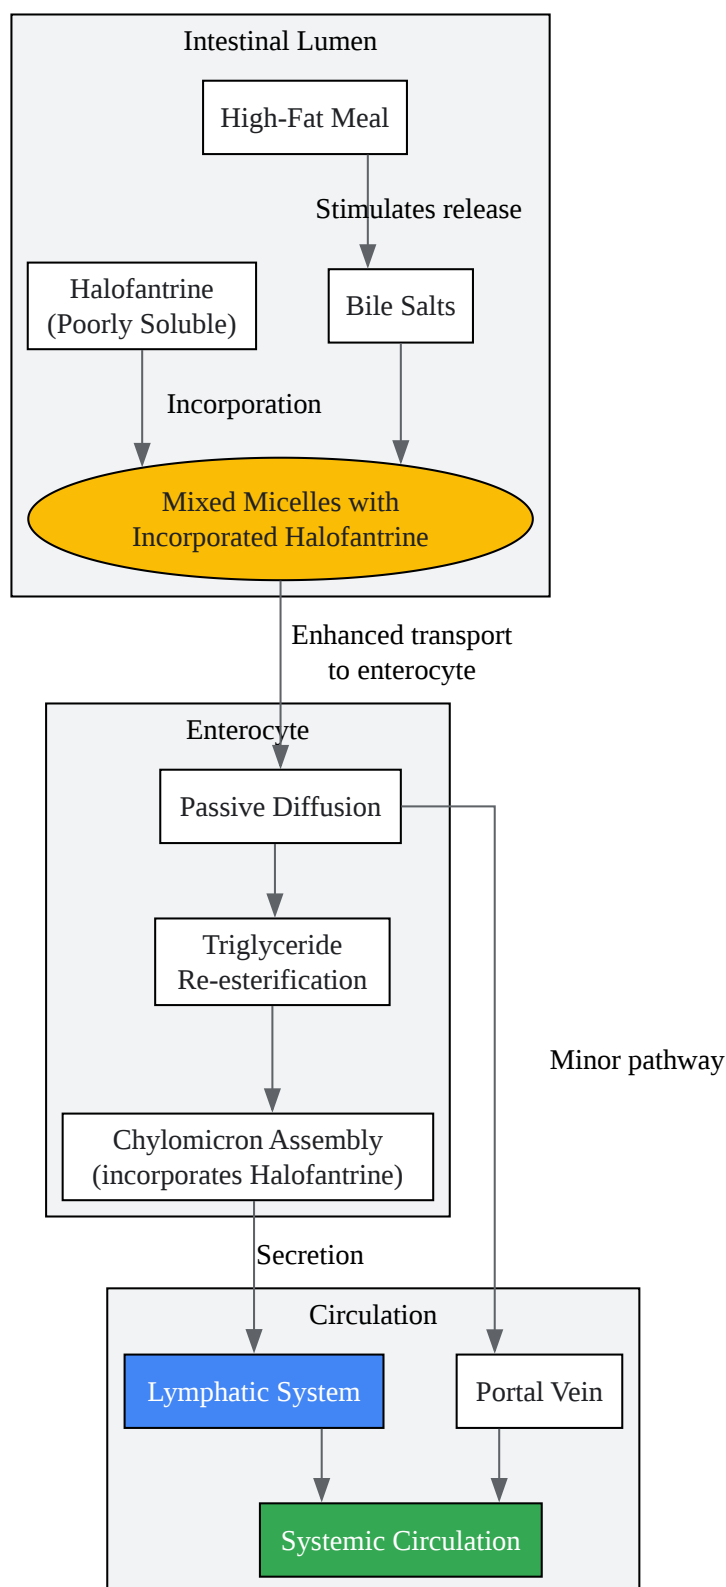 Intestinal Lumen
High-Fat Meal
Stimulates release
Halofantrine
(Poorly Soluble)
Bile Salts
Incorporation
Mixed Micelles with
Incorporated Halofantrine
Enhanced transport
to enterocyte
Enterocyte
Passive Diffusion
Triglyceride
Re-esterification
Minor pathway
Chylomicron Assembly
(incorporates Halofantrine)
Secretion
Circulation
Lymphatic System
Portal Vein
Systemic Circulation